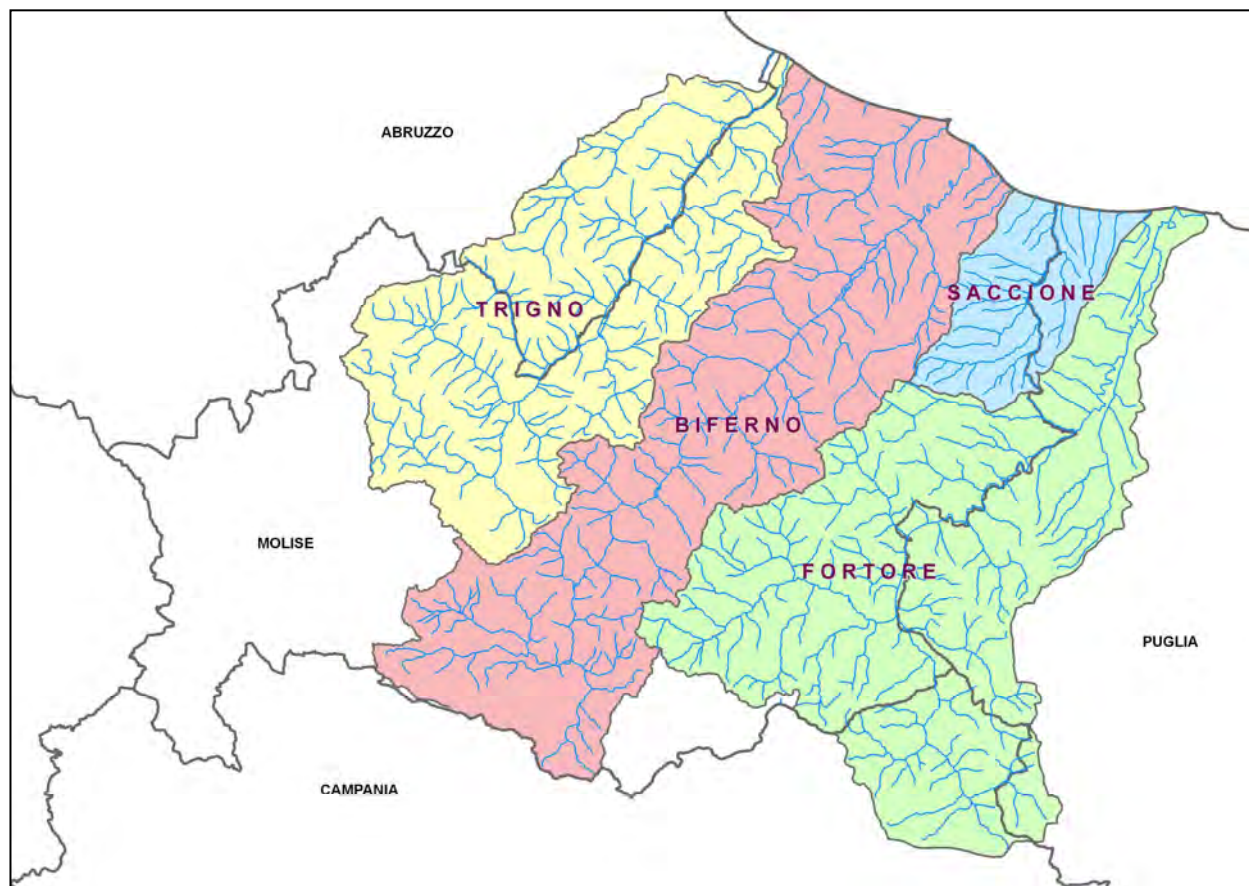 ABRUZZO
SACCIONE
TRIGNO
BIFERNO
MOLISE
FORTORE
PUGLIA
CAMPANIA